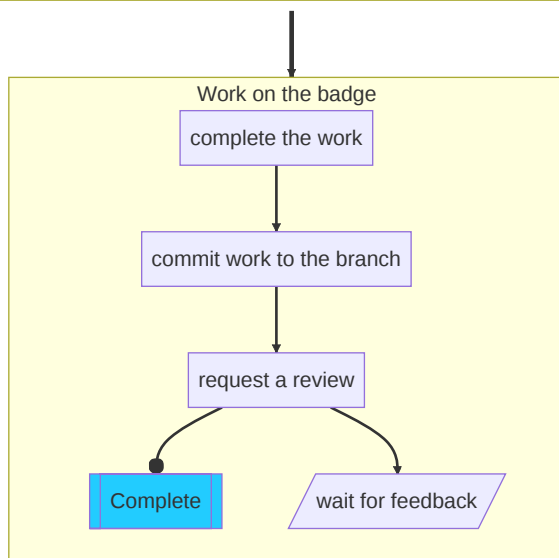 Work on the badge
complete the work
commit work to the branch
request a review
Complete
wait for feedback